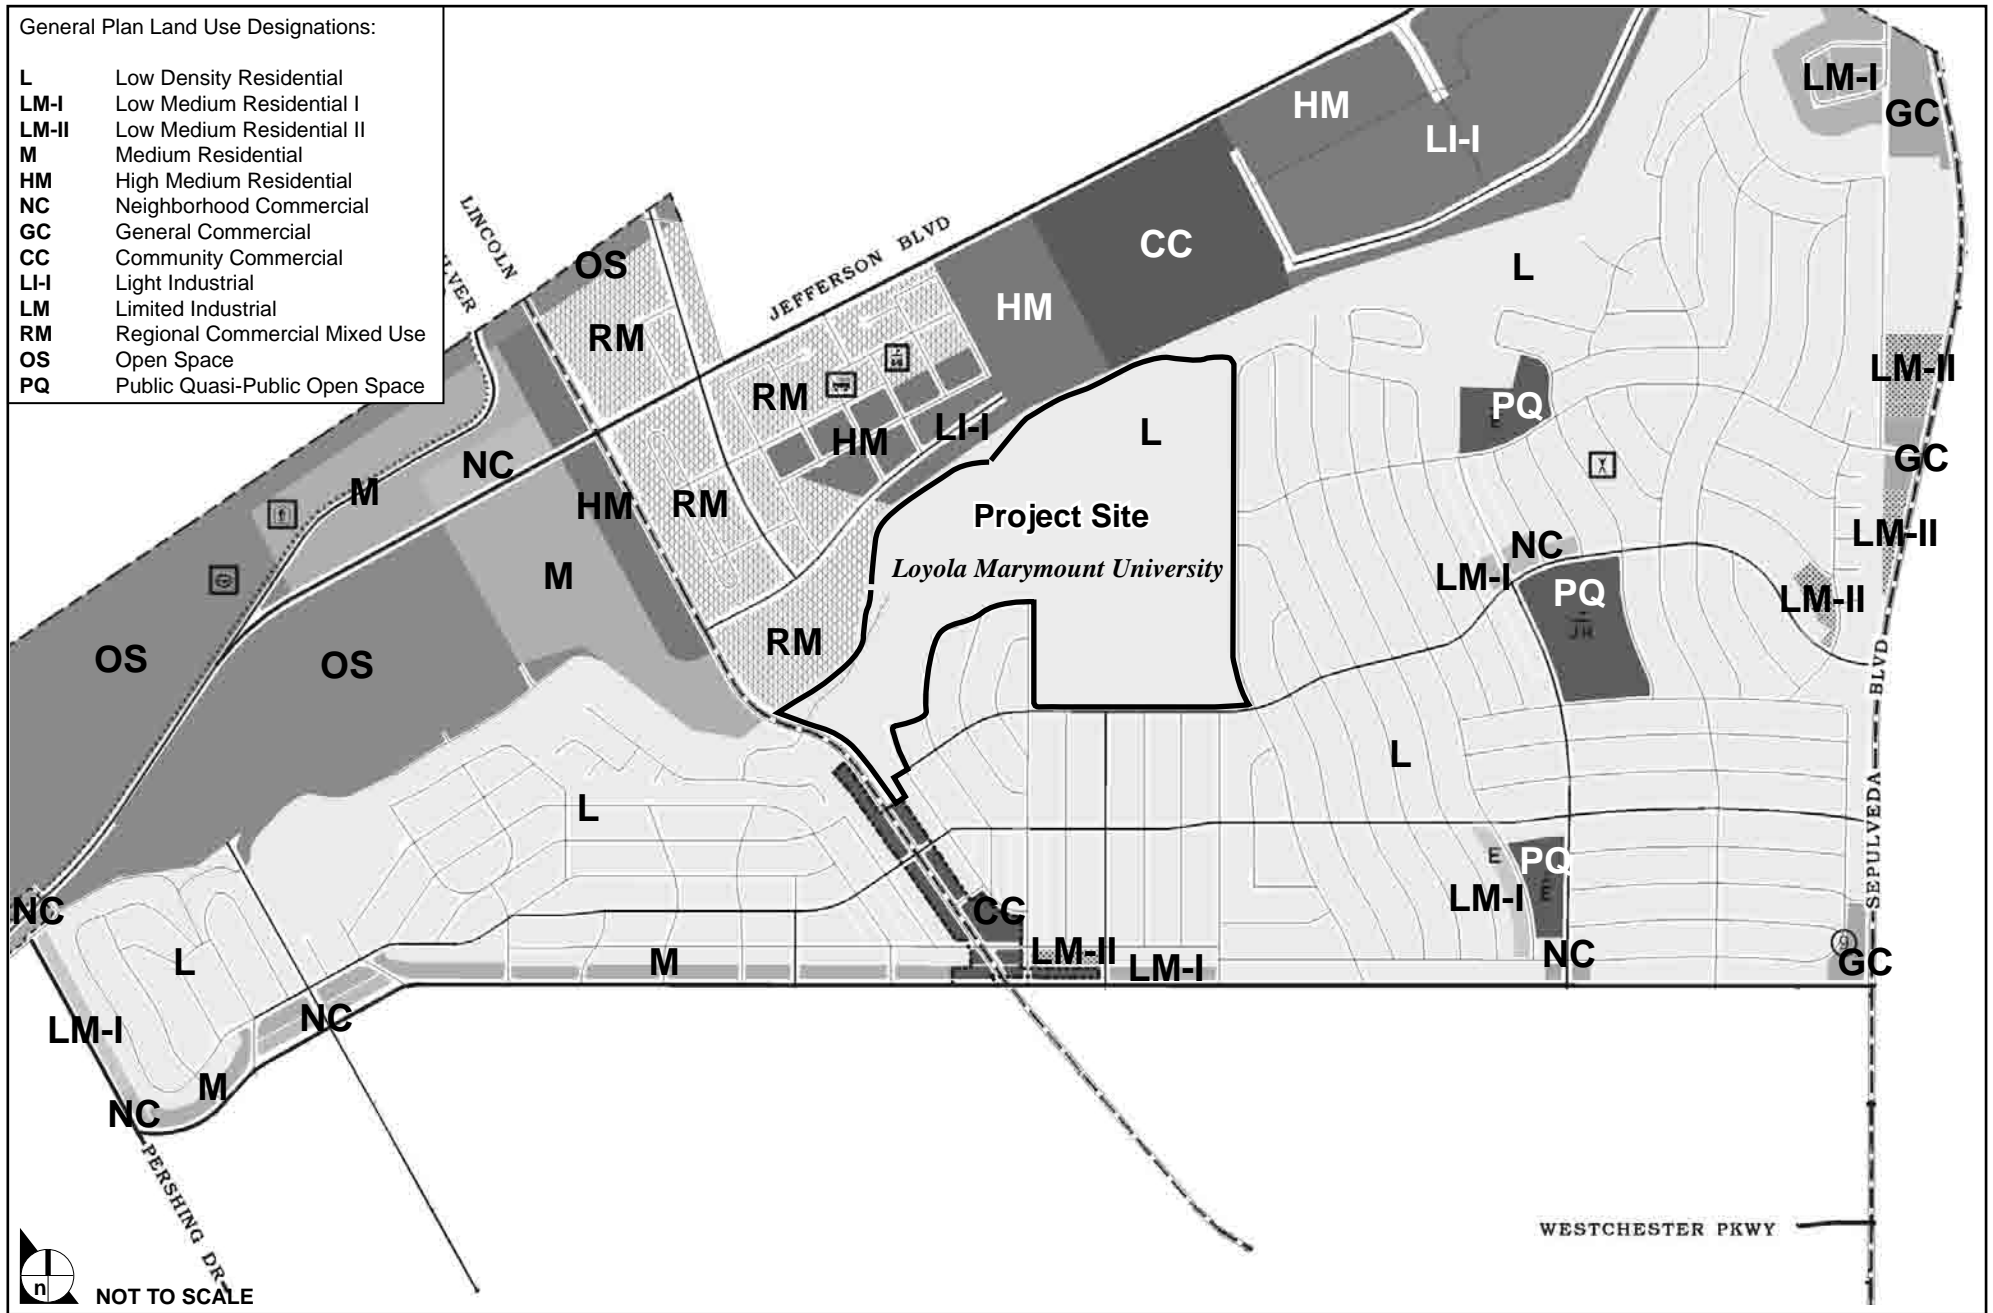 General Plan Land Use Designations:
L Low Density Residential
LM-I Low Medium Residential I
LM-II Low Medium Residential II
M Medium Residential
HM High Medium Residential
NC Neighborhood Commercial
GC General Commercial
CC Community Commercial
LI-I Light Industrial
LM Limited Industrial
RM Regional Commercial Mixed Use
OS Open Space
PQ Public Quasi-Public Open Space
LM-I
GC
HM
LI-I
LINCOLN
JEFFERSON BLVD
CC
OS
L
HM
RM
LM-II
RM
PQ
E
L
HM
LI-I
GC
NC
M
HM
RM
Project Site
Loyola Marymount University
LM-II
NC
LM-I
PQ
JR
LM-II
M
OS
OS
RM
SEPULVEDA BLVD
L
L
E
PQ
E
LM-I
NC
CC
L
M
LM-II
LM-I
NC
GC
LM-I
NC
M
NC
PERSHING DR
WESTCHESTER PKWY
n
NOT TO SCALE